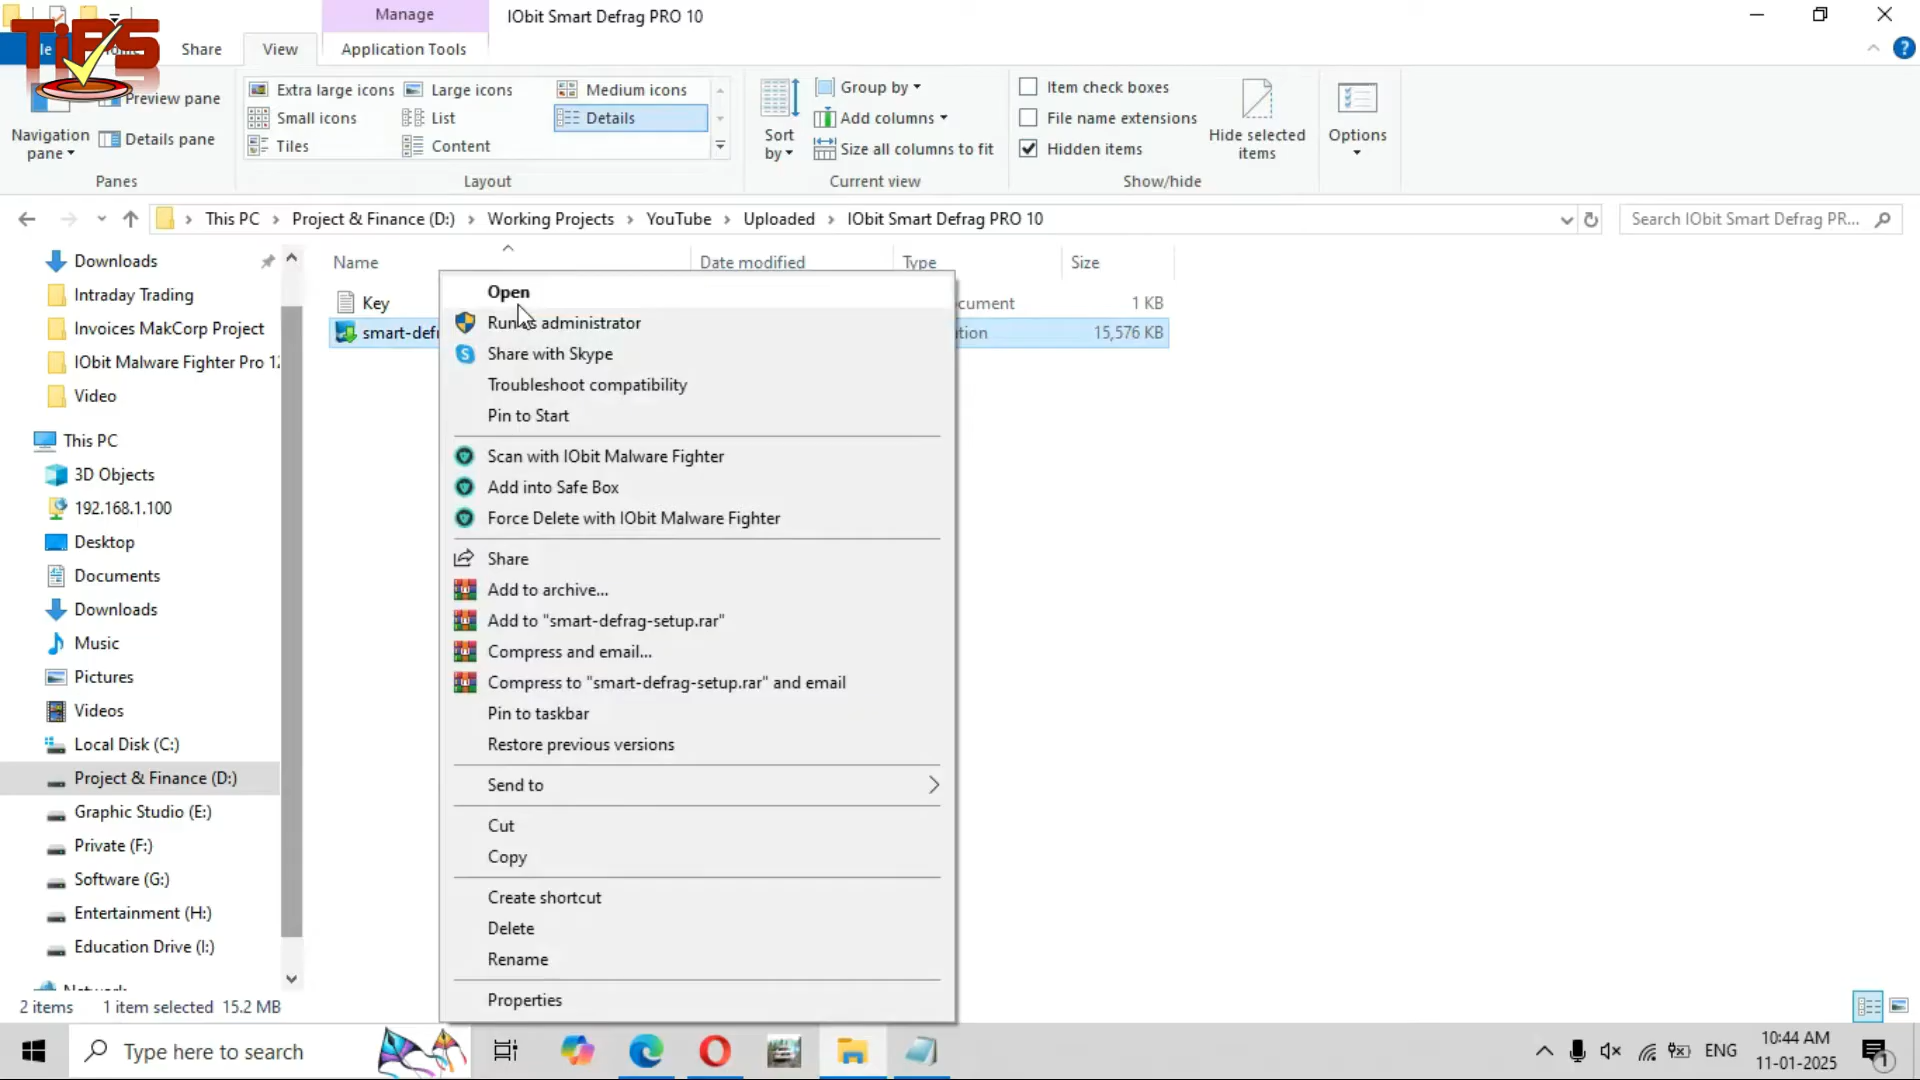 Manage
IObit Smart Defrag PRO 10
TiPS
Share
View
Application Tools
Navigation pane
Preview pane
Details pane
Panes
Extra large icons
Large icons
Medium icons
Small icons
List
Details
Tiles
Content
Layout
Sort by
Group by
Add columns
Size all columns to fit
Current view
Item check boxes
File name extensions
Hidden items
Hide selected items
Show/hide
Options
This PC > Project & Finance (D:) > Working Projects > YouTube > Uploaded > IObit Smart Defrag PRO 10
Search IObit Smart Defrag PR...
Downloads
Intraday Trading
Invoices MakCorp Project
IObit Malware Fighter Pro 12
Video
This PC
3D Objects
192.168.1.100
Desktop
Documents
Downloads
Music
Pictures
Videos
Local Disk (C:)
Project & Finance (D:)
Graphic Studio (E:)
Private (F:)
Software (G:)
Entertainment (H:)
Education Drive (I:)
Name
Date modified
Type
Size
Key
1 KB
15,576 KB
Open
administrator
Share with Skype
Troubleshoot compatibility
Pin to Start
Scan with IObit Malware Fighter
Add into Safe Box
Force Delete with IObit Malware Fighter
Share
Add to archive...
Add to "smart-defrag-setup.rar"
Compress and email...
Compress to "smart-defrag-setup.rar" and email
Pin to taskbar
Restore previous versions
Send to
Cut
Copy
Create shortcut
Delete
Rename
Properties
2 items
1 item selected 15.2 MB
Type here to search
ENG
10:44 AM
11-01-2025
1